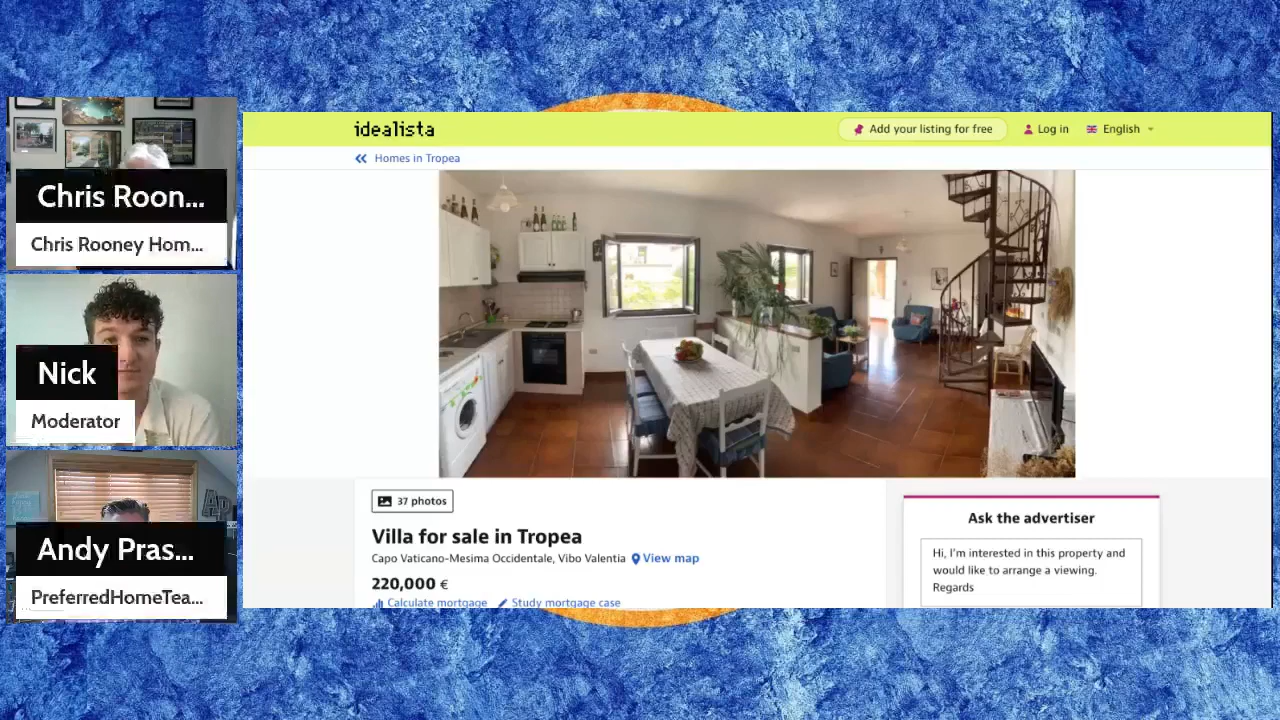 Chris Roon...
Chris Rooney Hom...
Nick
Moderator
Andy Pras...
PreferredHomeTea...
idealista
Add your listing for free
Log in
English
Homes in Tropea
37 photos
Villa for sale in Tropea
Capo Vaticano-Mesima Occidentale, Vibo Valentia View map
220,000 €
Calculate mortgage Study mortgage case
Ask the advertiser
Hi, I'm interested in this property and
would like to arrange a viewing.
Regards